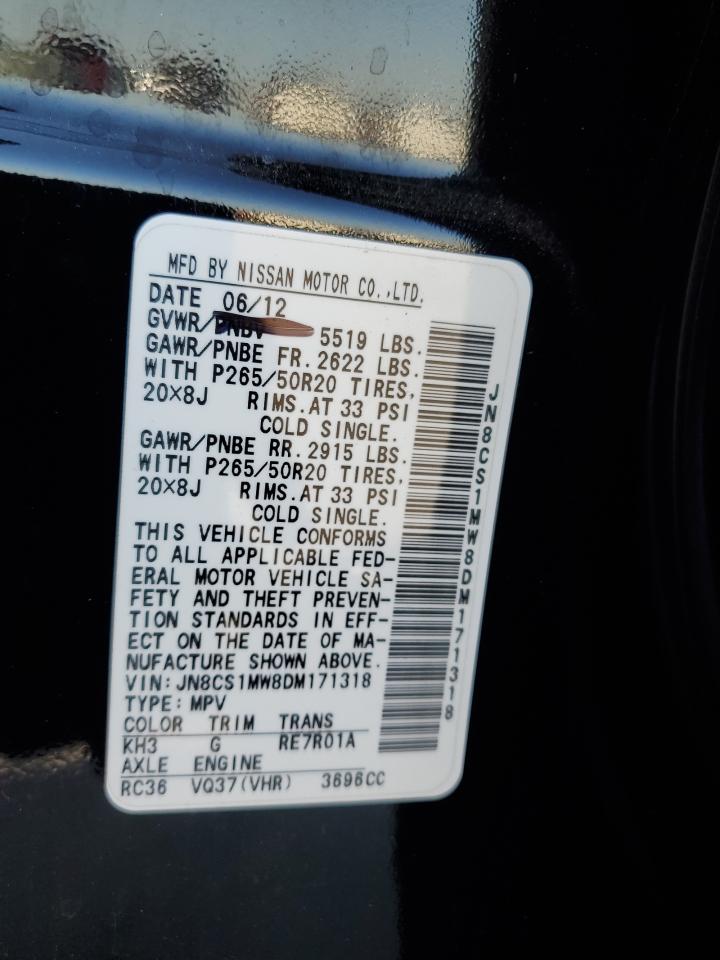 MFD BY NISSAN MOTOR CO.,LTD.
DATE 06/12
GVWR/PNBV 5519 LBS.
GAWR/PNBE FR. 2622 LBS.
WITH P265/50R20 TIRES,
20×8J RIMS.AT 33 PSI
COLD SINGLE.
GAWR/PNBE RR. 2915 LBS.
WITH P265/50R20 TIRES,
20×8J RIMS.AT 33 PSI
COLD SINGLE.
THIS VEHICLE CONFORMS
TO ALL APPLICABLE FED-
ERAL MOTOR VEHICLE SA-
FETY AND THEFT PREVEN-
TION STANDARDS IN EFF-
ECT ON THE DATE OF MA-
NUFACTURE SHOWN ABOVE.
VIN: JN8CS1MW8DM171318
TYPE: MPV
COLOR TRIM TRANS
KH3 G RE7R01A
AXLE ENGINE
RC36 VQ37(VHR) 3696CC
JN8CS1MW8DM171318